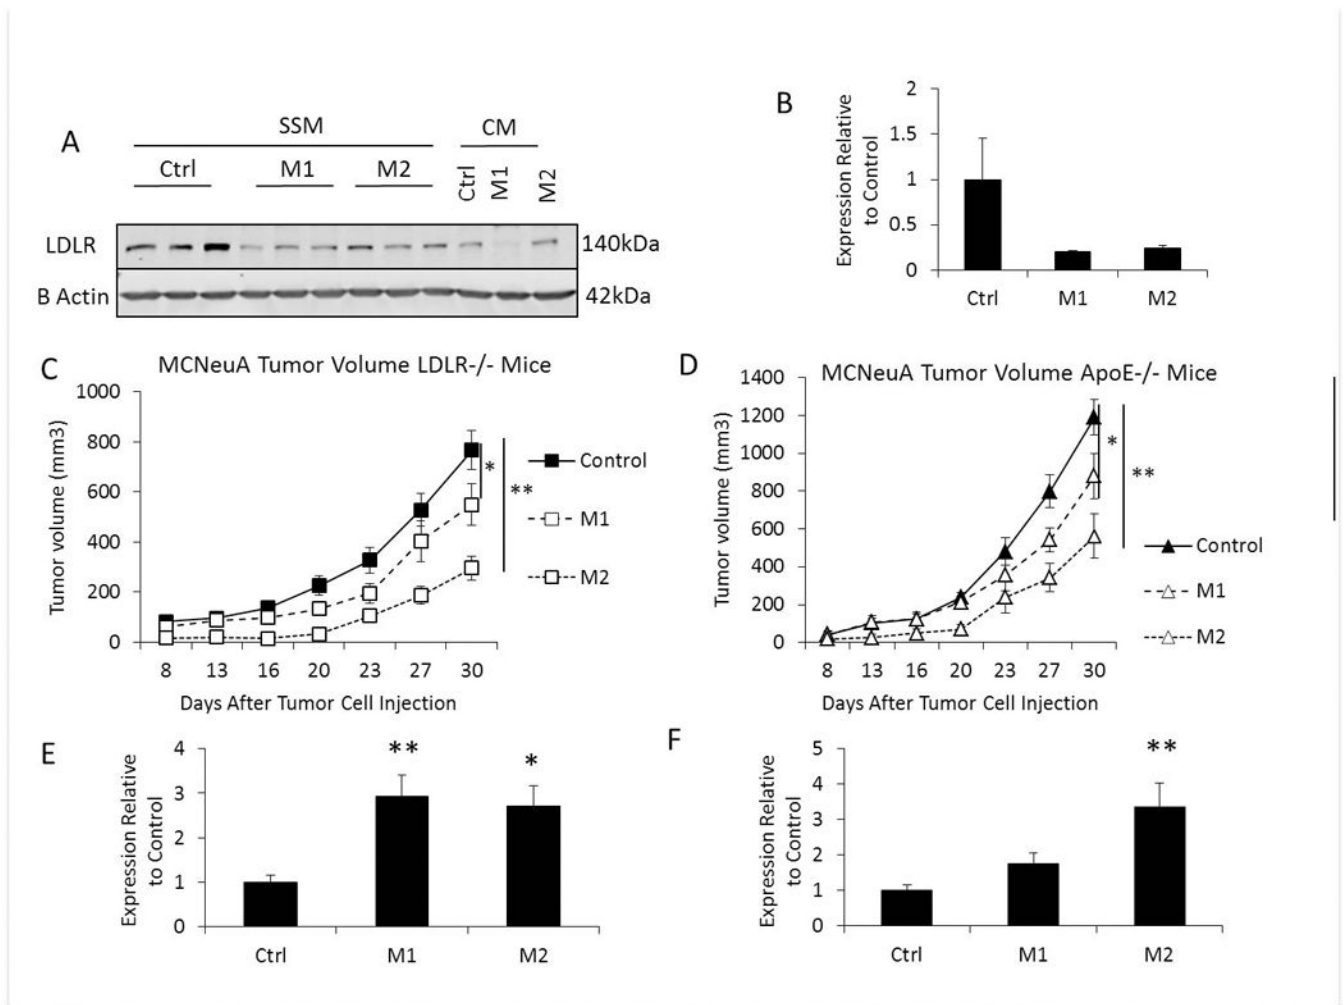 A
SSM
CM
Ctrl
M1
M2
Ctrl
M1
M2
LDLR
140kDa
B Actin
42kDa
B
Expression Relative
to Control
2
1.5
1
0.5
0
Ctrl
M1
M2
C
MCNeuA Tumor Volume LDLR-/- Mice
Tumor volume (mm3)
1000
800
600
400
200
0
8 13 16 20 23 27 30
Days After Tumor Cell Injection
*
**
Control
M1
M2
D
MCNeuA Tumor Volume ApoE-/- Mice
Tumor volume (mm3)
1400
1200
1000
800
600
400
200
0
8 13 16 20 23 27 30
Days After Tumor Cell Injection
*
**
Control
M1
M2
E
Expression Relative
to Control
4
3
2
1
0
**
*
Ctrl
M1
M2
F
Expression Relative
to Control
5
4
3
2
1
0
**
Ctrl
M1
M2